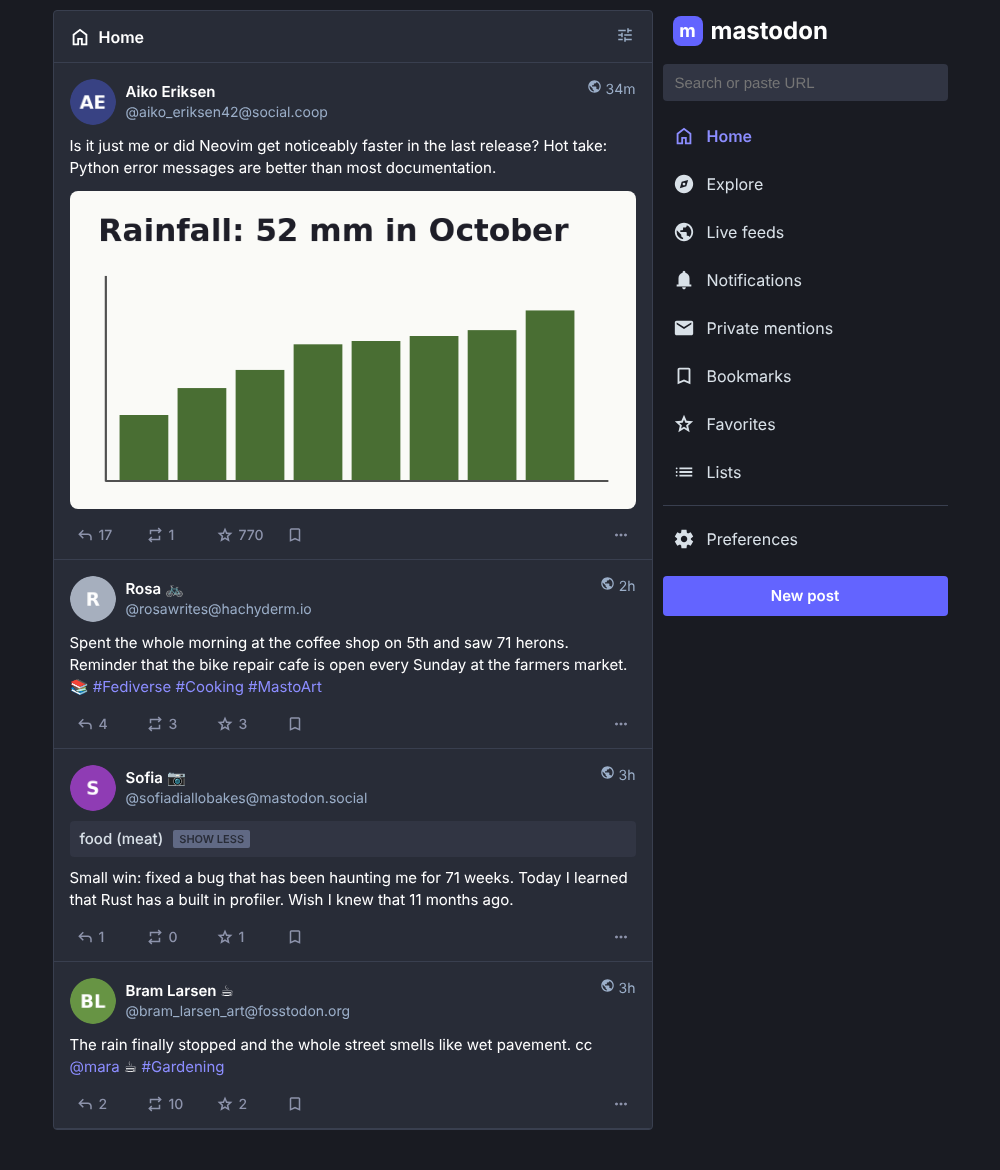 Home
AE
Aiko Eriksen
34m
@aiko_eriksen42@social.coop
Is it just me or did Neovim get noticeably faster in the last release? Hot take:
Python error messages are better than most documentation.
Rainfall: 52 mm in October
17 1 770
R
Rosa 🚲
2h
@rosawrites@hachyderm.io
Spent the whole morning at the coffee shop on 5th and saw 71 herons.
Reminder that the bike repair cafe is open every Sunday at the farmers market.
📚 #Fediverse #Cooking #MastoArt
4 3 3
S
Sofia 📷
3h
@sofiadiallobakes@mastodon.social
food (meat) SHOW LESS
Small win: fixed a bug that has been haunting me for 71 weeks. Today I learned
that Rust has a built in profiler. Wish I knew that 11 months ago.
1 0 1
BL
Bram Larsen ☕
3h
@bram_larsen_art@fosstodon.org
The rain finally stopped and the whole street smells like wet pavement. cc
@mara ☕ #Gardening
2 10 2
m mastodon
Search or paste URL
Home
Explore
Live feeds
Notifications
Private mentions
Bookmarks
Favorites
Lists
Preferences
New post